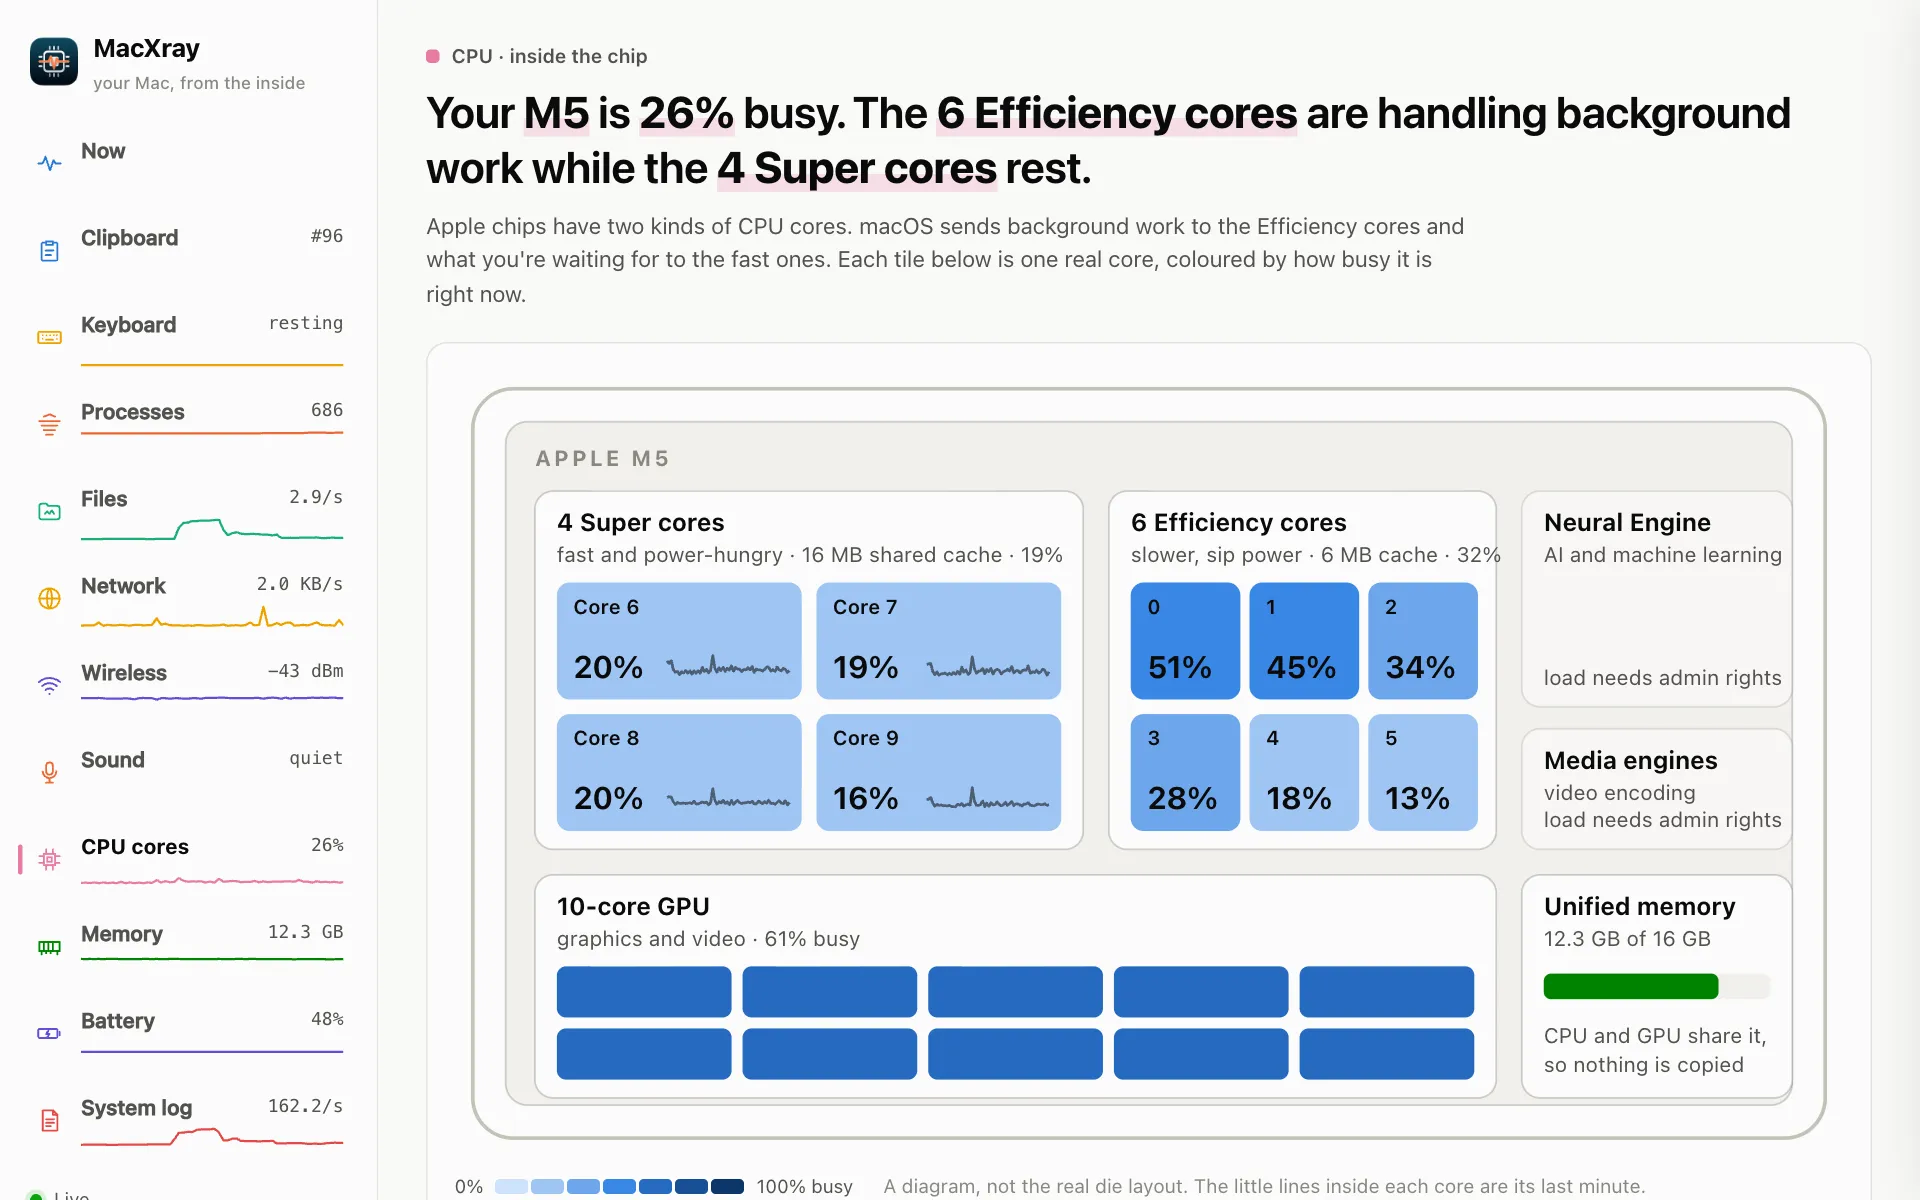 MacXray
your Mac, from the inside
Now
Clipboard #96
Keyboard resting
Processes 686
Files 2.9/s
Network 2.0 KB/s
Wireless −43 dBm
Sound quiet
CPU cores 26%
Memory 12.3 GB
Battery 48%
System log 162.2/s
Live
CPU · inside the chip
Your M5 is 26% busy. The 6 Efficiency cores are handling background
work while the 4 Super cores rest.
Apple chips have two kinds of CPU cores. macOS sends background work to the Efficiency cores and
what you're waiting for to the fast ones. Each tile below is one real core, coloured by how busy it is
right now.
APPLE M5
4 Super cores
fast and power-hungry · 16 MB shared cache · 19%
Core 6
20%
Core 7
19%
Core 8
20%
Core 9
16%
6 Efficiency cores
slower, sip power · 6 MB cache · 32%
0
51%
1
45%
2
34%
3
28%
4
18%
5
13%
Neural Engine
AI and machine learning
load needs admin rights
Media engines
video encoding
load needs admin rights
10-core GPU
graphics and video · 61% busy
Unified memory
12.3 GB of 16 GB
CPU and GPU share it,
so nothing is copied
0% 100% busy
A diagram, not the real die layout. The little lines inside each core are its last minute.